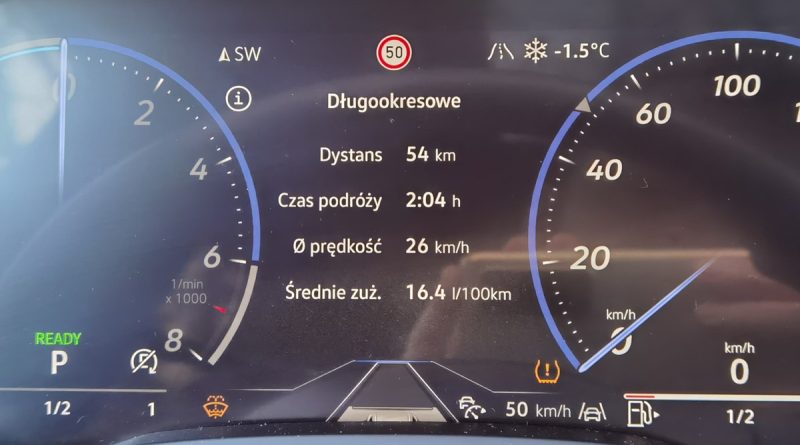 SW
50
-1.5°C
Długookresowe
Dystans 54 km
Czas podróży 2:04 h
Ø prędkość 26 km/h
Średnie zuż. 16.4 l/100km
0
2
4
6
8
1/min
x 1000
READY
P
1/2
1
0
20
40
60
100
km/h
km/h
0
50 km/h
1/2